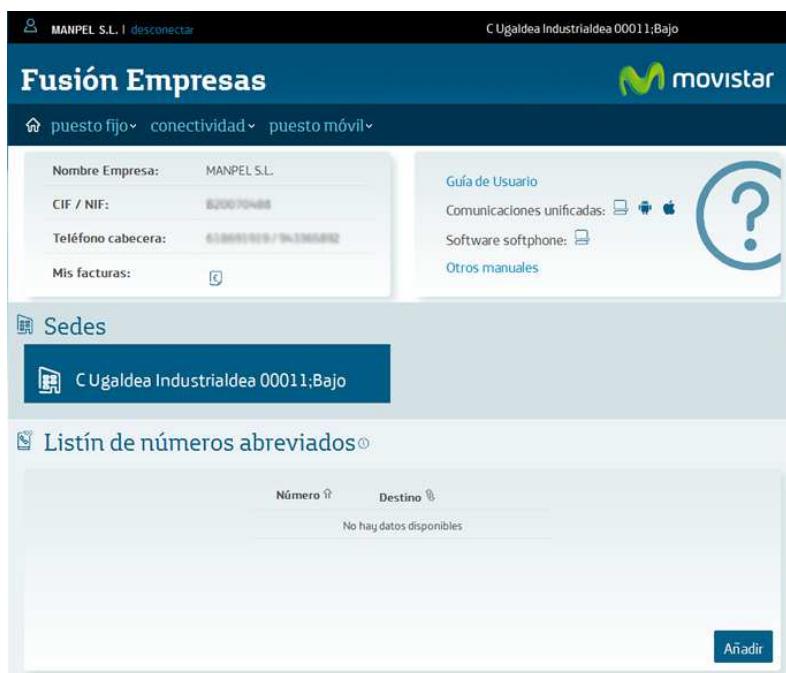 MANPEL S.L. | desconectar
C Ugaldea Industrialdea 00011;Bajo
Fusión Empresas
movistar
puesto fijo conectividad puesto móvil
Nombre Empresa: MANPEL S.L.
CIF / NIF:
Teléfono cabecera:
Mis facturas:
Guía de Usuario
Comunicaciones unificadas:
Software softphone:
Otros manuales
Sedes
C Ugaldea Industrialdea 00011;Bajo
Listín de números abreviados
Número Destino
No hay datos disponibles
Añadir